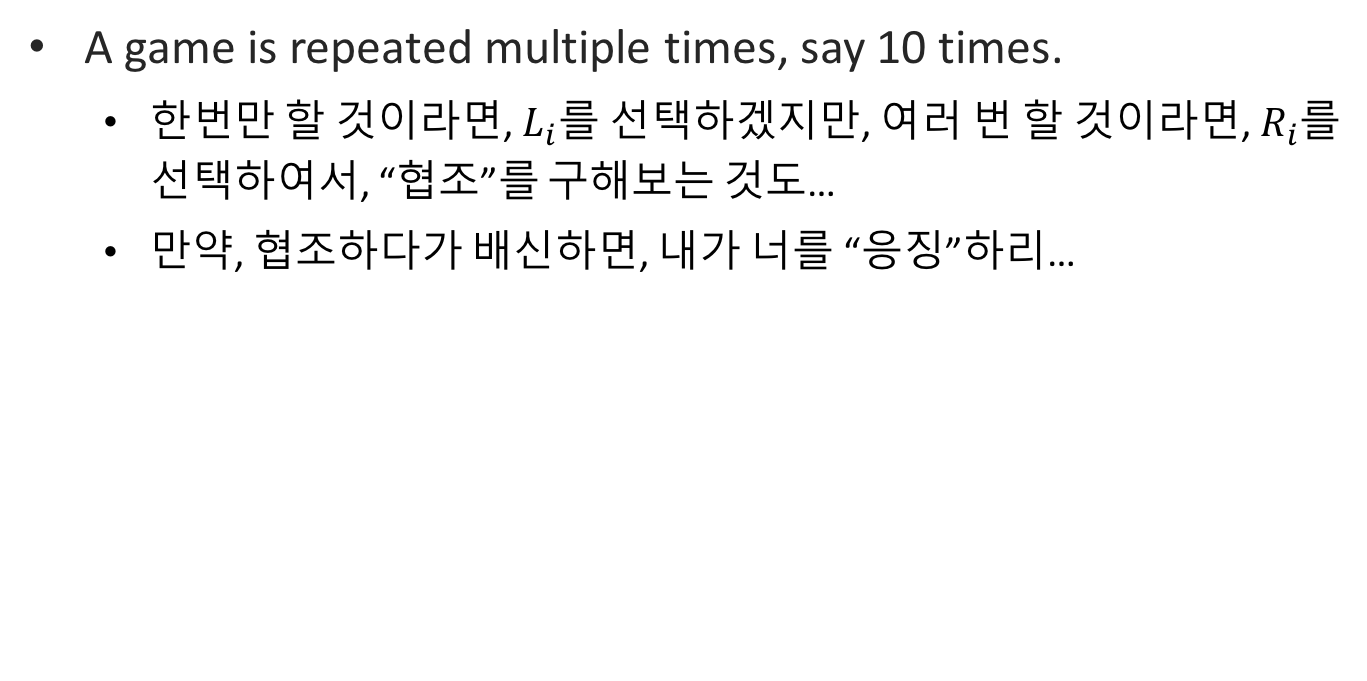 • A game is repeated multiple times, say 10 times.
• 한번만 할 것이라면, Lᵢ를 선택하겠지만, 여러 번 할 것이라면, Rᵢ를
선택하여서, “협조”를 구해보는 것도…
• 만약, 협조하다가 배신하면, 내가 너를 “응징”하리…